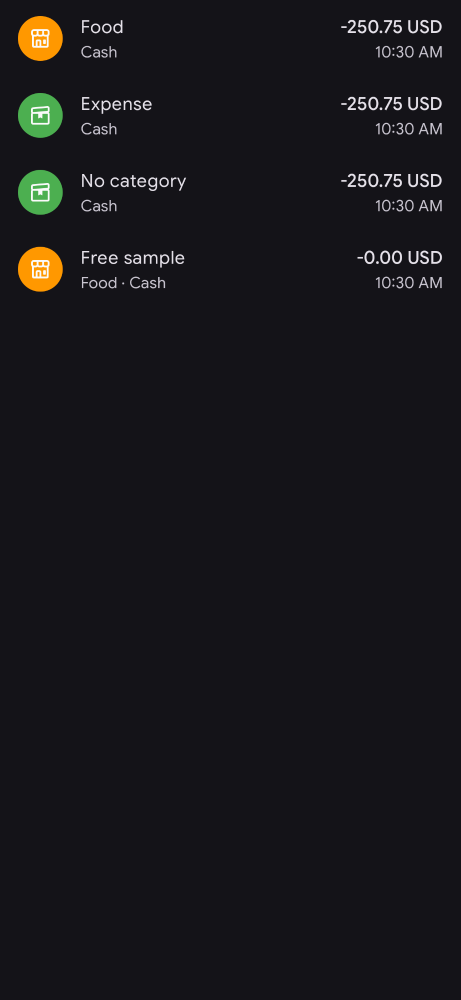 Food -250.75 USD
Cash 10:30 AM
Expense -250.75 USD
Cash 10:30 AM
No category -250.75 USD
Cash 10:30 AM
Free sample -0.00 USD
Food · Cash 10:30 AM